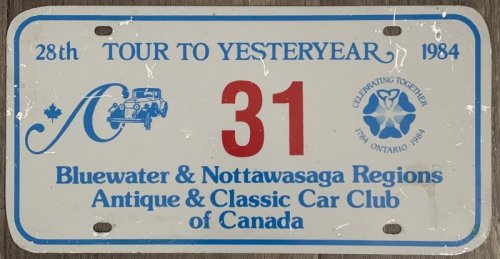 28th TOUR TO YESTERYEAR 1984
AC
31
CELEBRATING TOGETHER
1784 ONTARIO 1984
Bluewater & Nottawasaga Regions
Antique & Classic Car Club
of Canada